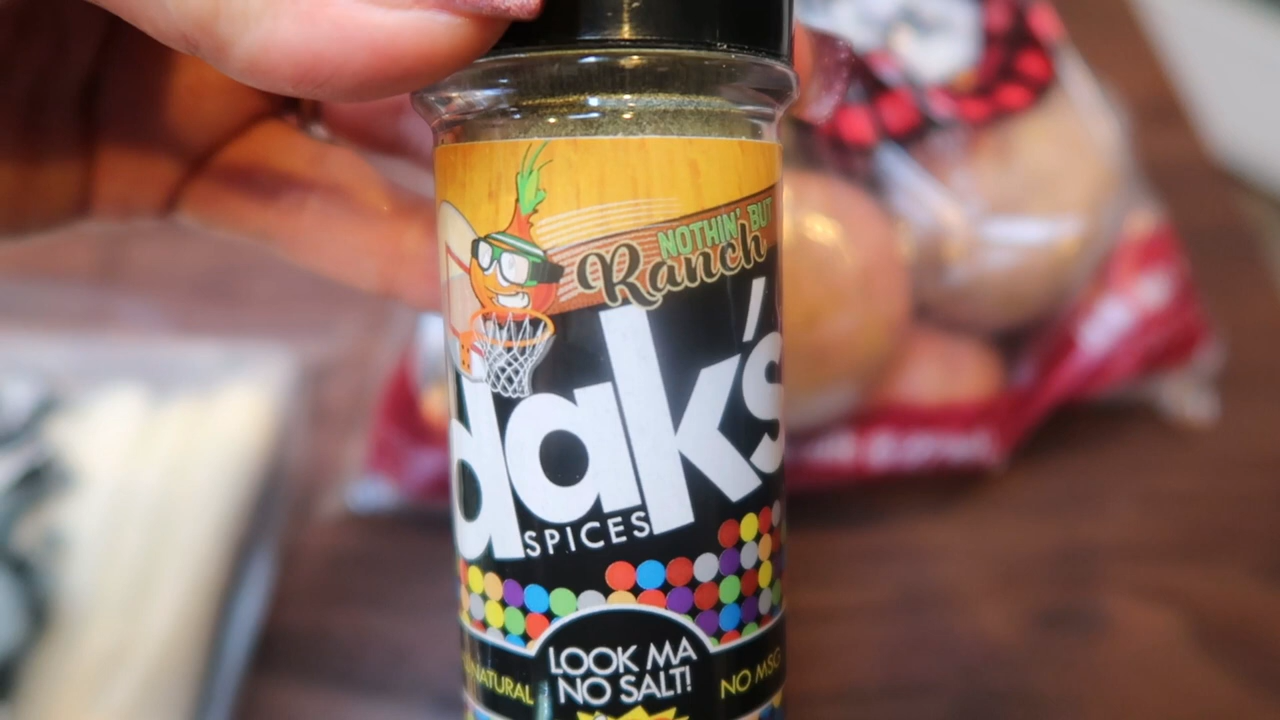 NOTHIN' BUT
Ranch
dak's
SPICES
LOOK MA
NO SALT!
NATURAL
NO MSG